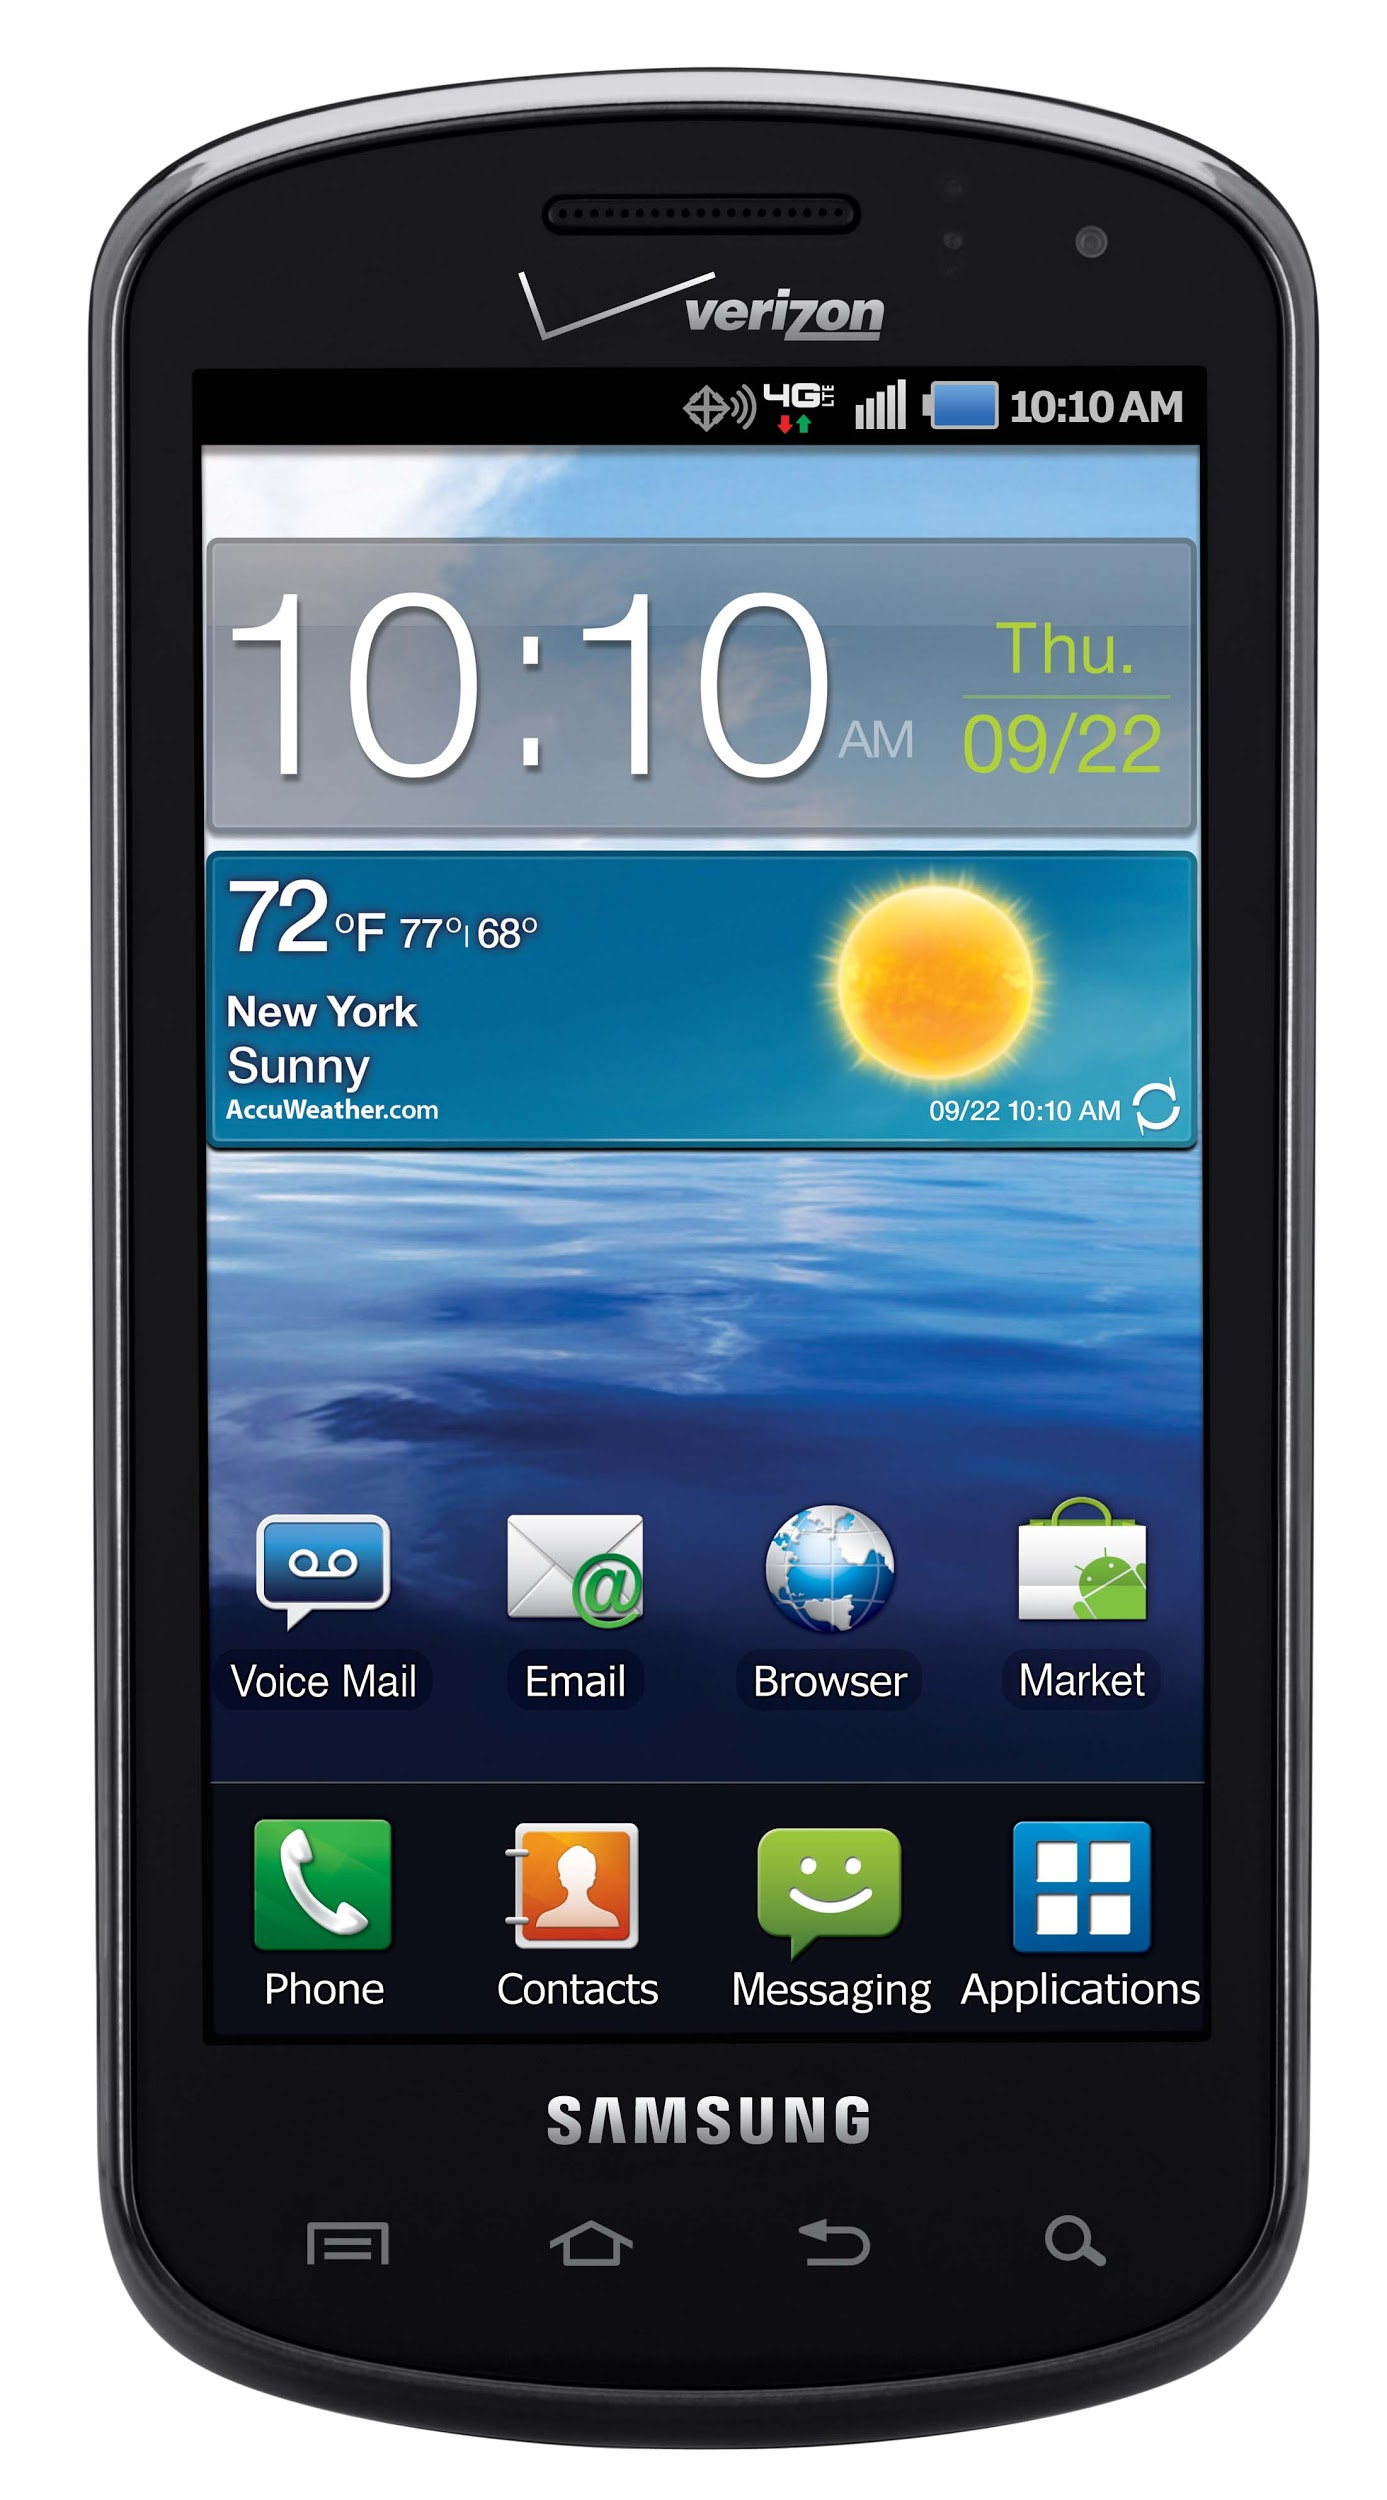 verizon
4G LTE 10:10 AM
10:10 AM
Thu.
09/22
72°F 77°| 68°
New York
Sunny
AccuWeather.com
09/22 10:10 AM
Voice Mail Email Browser Market
Phone Contacts Messaging Applications
SAMSUNG